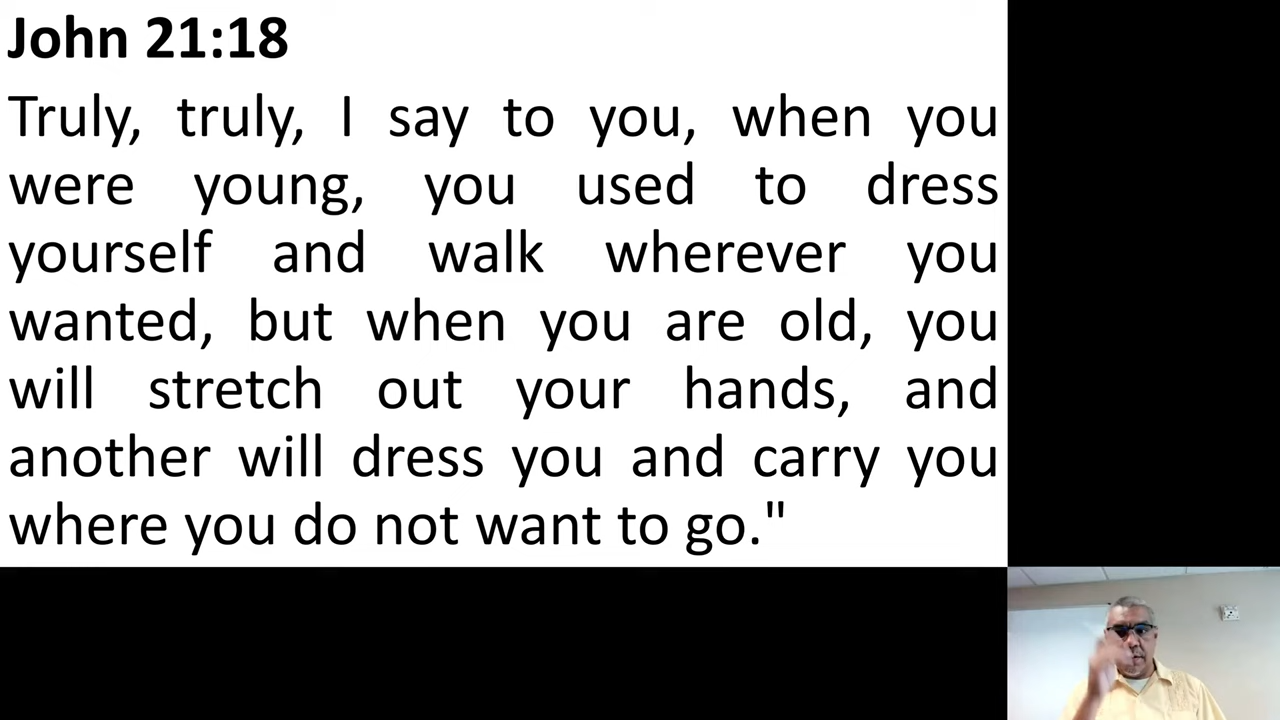 John 21:18
Truly, truly, I say to you, when you
were young, you used to dress
yourself and walk wherever you
wanted, but when you are old, you
will stretch out your hands, and
another will dress you and carry you
where you do not want to go."